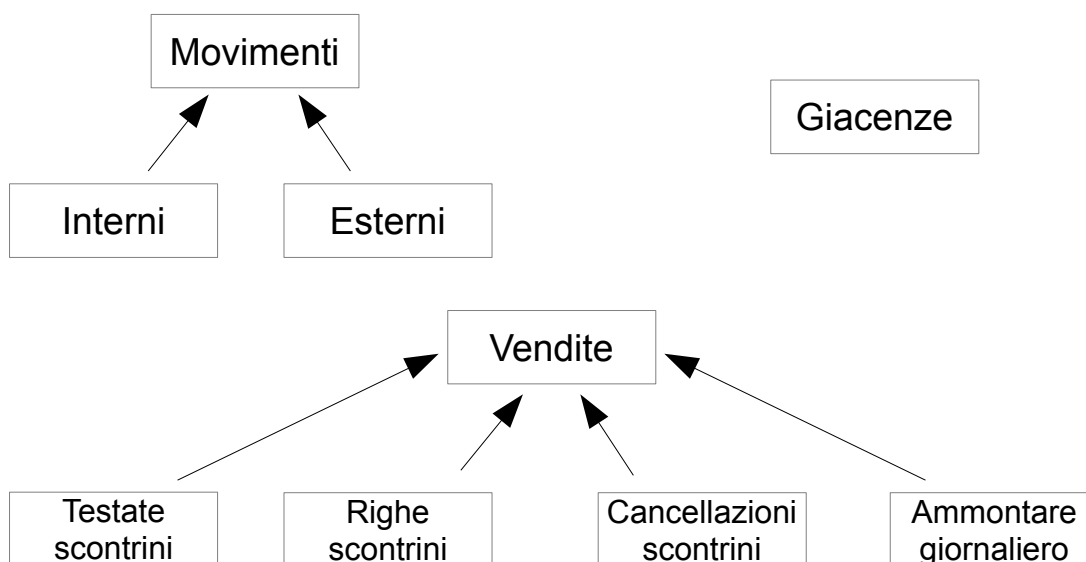 Movimenti
Giacenze
Interni
Esterni
Vendite
Testate
scontrini
Righe
scontrini
Cancellazioni
scontrini
Ammontare
giornaliero